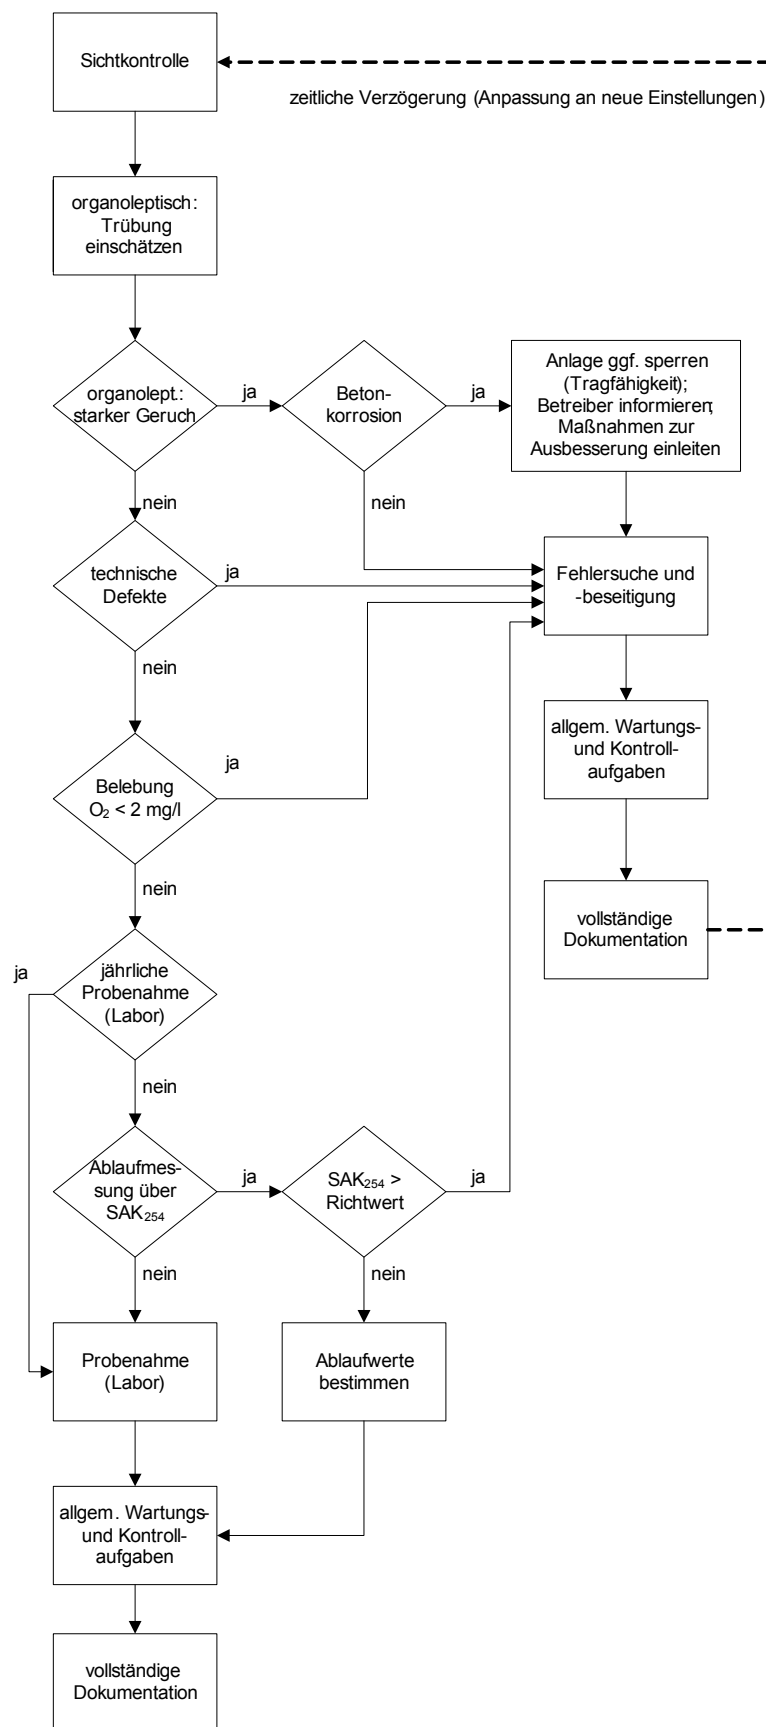 Sichtkontrolle
zeitliche Verzögerung (Anpassung an neue Einstellungen)
organoleptisch:
Trübung
einschätzen
organolept.:
starker Geruch
ja
Beton-
korrosion
ja
Anlage ggf. sperren
(Tragfähigkeit);
Betreiber informieren;
Maßnahmen zur
Ausbesserung einleiten
nein
nein
technische
Defekte
ja
Fehlersuche und
-beseitigung
nein
allgem. Wartungs-
und Kontroll-
aufgaben
Belebung
O₂ < 2 mg/l
ja
nein
vollständige
Dokumentation
jährliche
Probenahme
(Labor)
ja
nein
Ablaufmes-
sung über
SAK₂₅₄
ja
SAK₂₅₄ >
Richtwert
ja
nein
nein
Probenahme
(Labor)
Ablaufwerte
bestimmen
allgem. Wartungs-
und Kontroll-
aufgaben
vollständige
Dokumentation